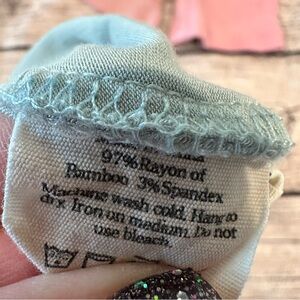 97% Rayon of
Bamboo 3% Spandex
Machine wash cold. Hang to
dry. Iron on medium. Do not
use bleach.